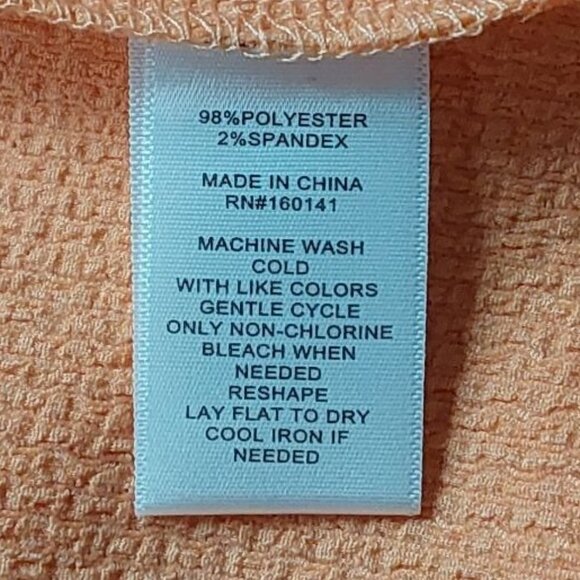 98%POLYESTER
2%SPANDEX
MADE IN CHINA
RN#160141
MACHINE WASH
COLD
WITH LIKE COLORS
GENTLE CYCLE
ONLY NON-CHLORINE
BLEACH WHEN
NEEDED
RESHAPE
LAY FLAT TO DRY
COOL IRON IF
NEEDED